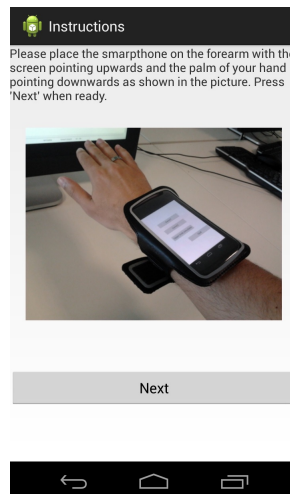 Instructions
Please place the smarpthone on the forearm with the
screen pointing upwards and the palm of your hand
pointing downwards as shown in the picture. Press
'Next' when ready.
Next